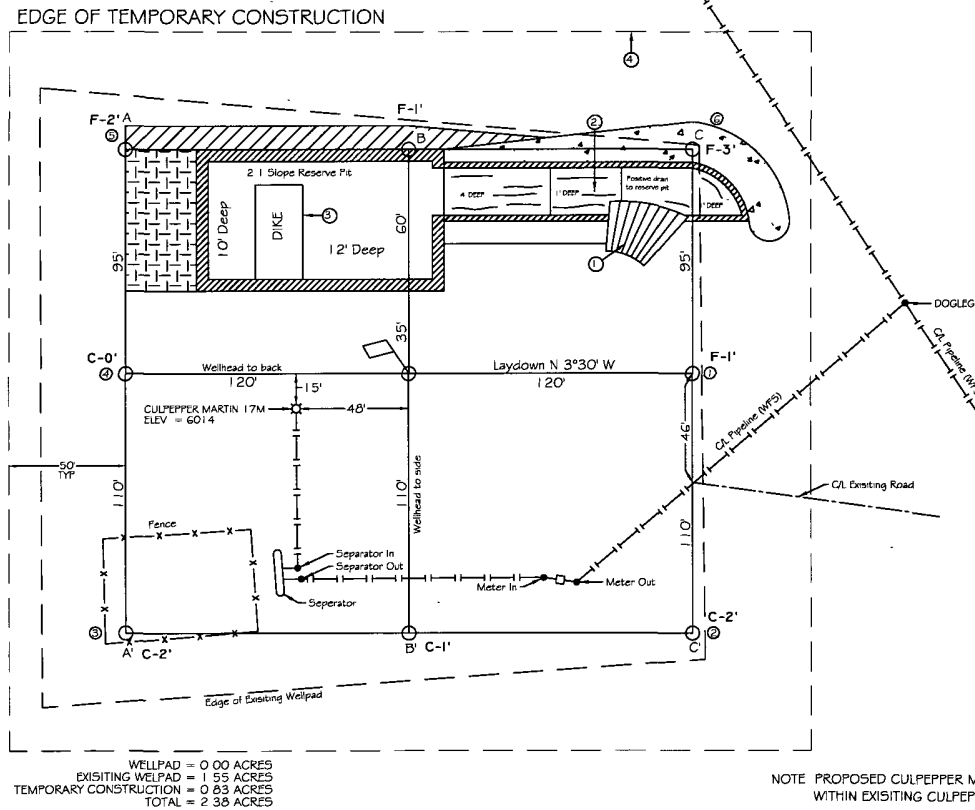 EDGE OF TEMPORARY CONSTRUCTION
④
A
F-2'
⑤
F-1'
B
②
⑥
C
F-3'
2 1 Slope Reserve Pit
10' Deep
DIKE
③
12' Deep
60'
4' DEEP
1' DEEP
Positive drain
to reserve pit
1' DEEP
①
95'
95'
35'
DOGLEG
C/L Pipeline (WFS)
C-0'
④
Wellhead to back
120'
Laydown N 3°30' W
120'
F-1'
①
15'
CULPEPPER MARTIN 17M
ELEV = 6014
48'
46'
C/L Pipeline (WFS)
50'
TYP
110'
110'
Wellhead to side
C/L Exisiting Road
110'
Fence
Separator In
Separator Out
Seperator
Meter In
Meter Out
③
A'
C-2'
B'
C-1'
C-2'
②
C'
Edge of Exisiting Wellpad
WELLPAD = 0 00 ACRES
EXISITING WELPAD = 1 55 ACRES
TEMPORARY CONSTRUCTION = 0 83 ACRES
TOTAL = 2 38 ACRES
NOTE PROPOSED CULPEPPER M
WITHIN EXISITING CULPEP